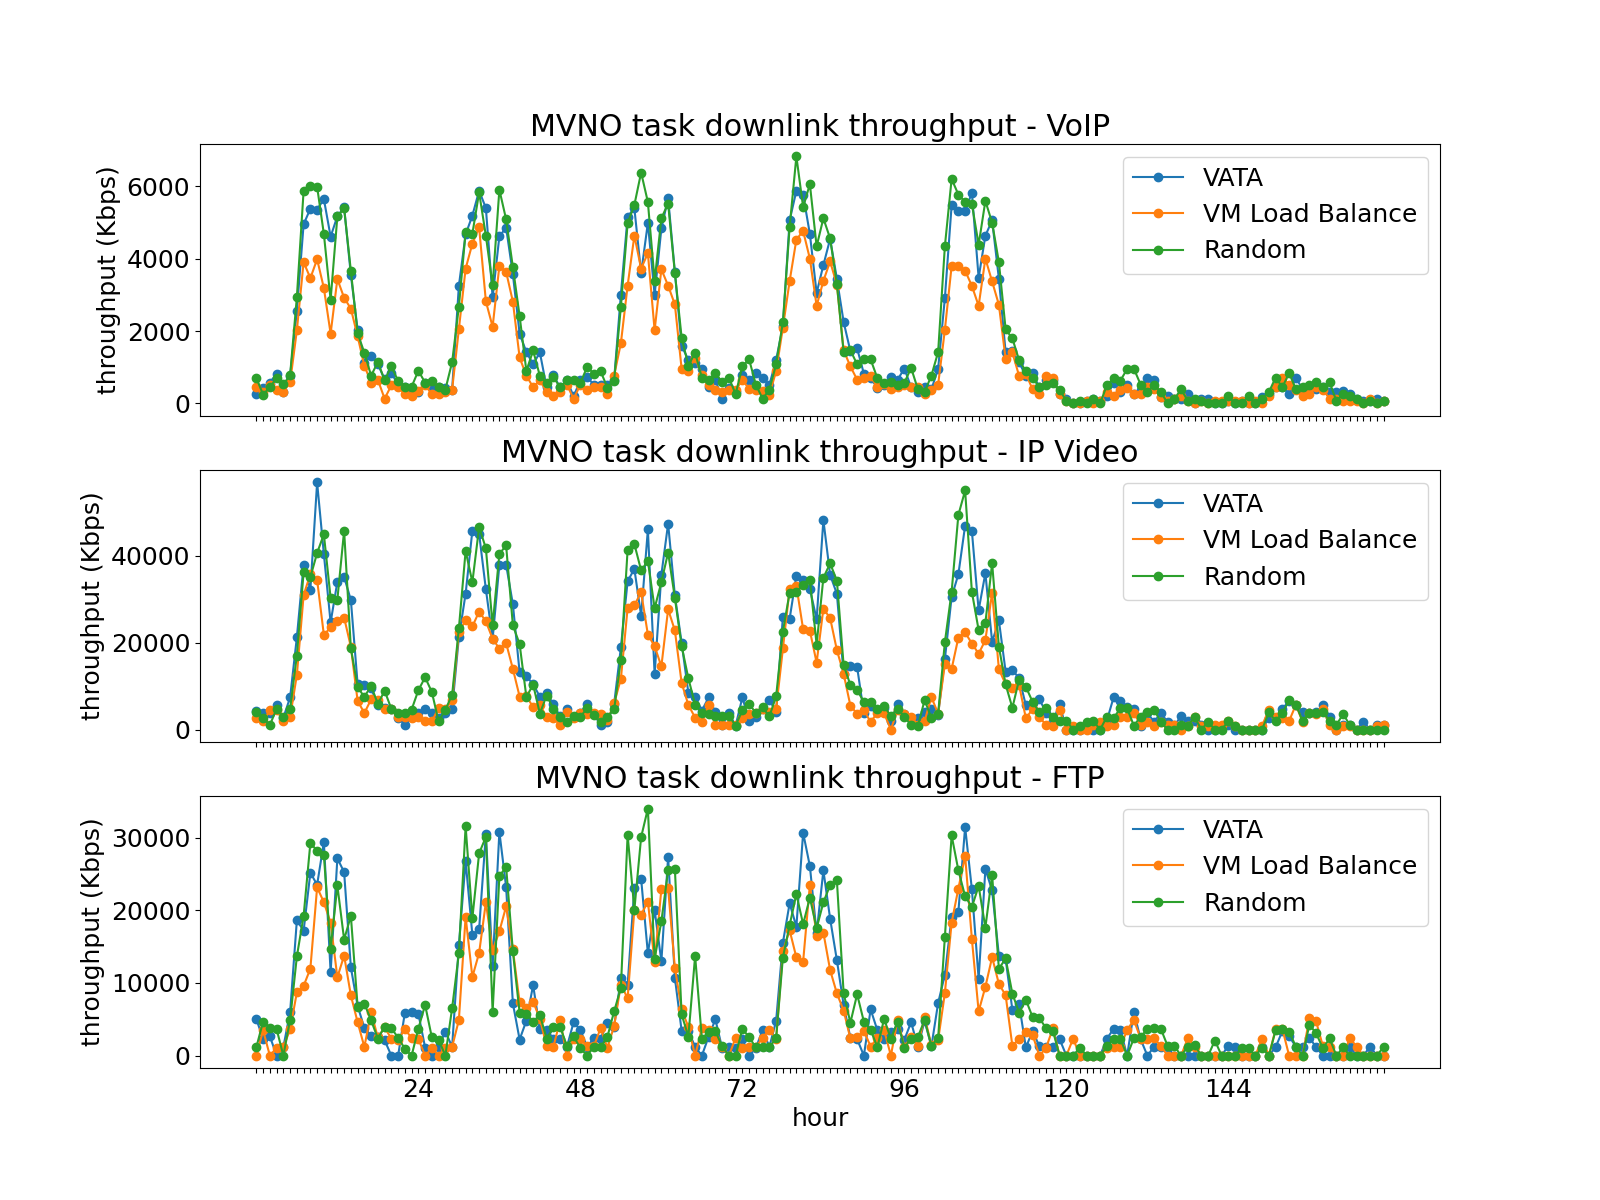 MVNO task downlink throughput - VoIP
throughput (Kbps)
6000
4000
2000
0
VATA
VM Load Balance
Random
MVNO task downlink throughput - IP Video
throughput (Kbps)
40000
20000
0
VATA
VM Load Balance
Random
MVNO task downlink throughput - FTP
throughput (Kbps)
30000
20000
10000
0
VATA
VM Load Balance
Random
24 48 72 96 120 144
hour